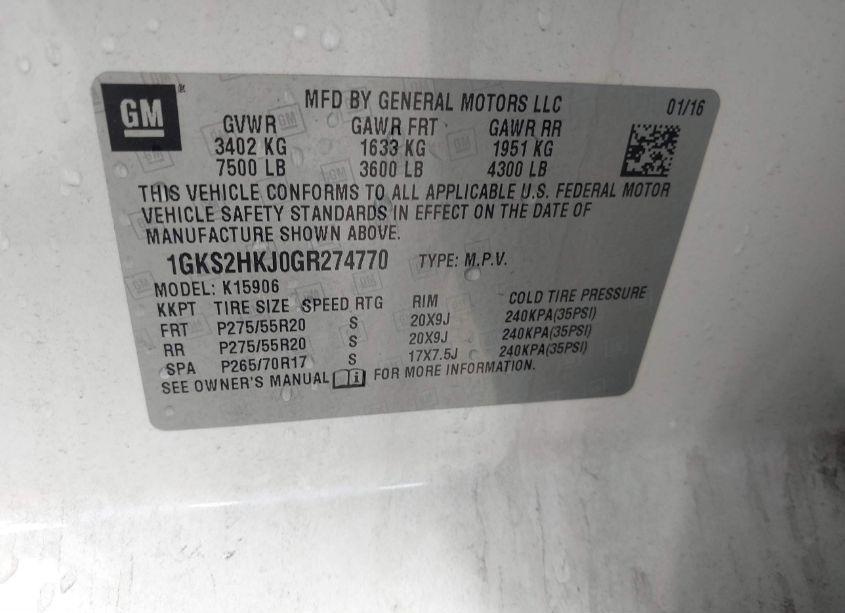 GM
MFD BY GENERAL MOTORS LLC 01/16
GVWR GAWR FRT GAWR RR
3402 KG 1633 KG 1951 KG
7500 LB 3600 LB 4300 LB
THIS VEHICLE CONFORMS TO ALL APPLICABLE U.S. FEDERAL MOTOR
VEHICLE SAFETY STANDARDS IN EFFECT ON THE DATE OF
MANUFACTURE SHOWN ABOVE.
1GKS2HKJ0GR274770 TYPE: M.P.V.
MODEL: K15906
KKPT TIRE SIZE SPEED RTG RIM COLD TIRE PRESSURE
FRT P275/55R20 S 20X9J 240KPA(35PSI)
RR P275/55R20 S 20X9J 240KPA(35PSI)
SPA P265/70R17 S 17X7.5J 240KPA(35PSI)
SEE OWNER'S MANUAL FOR MORE INFORMATION.